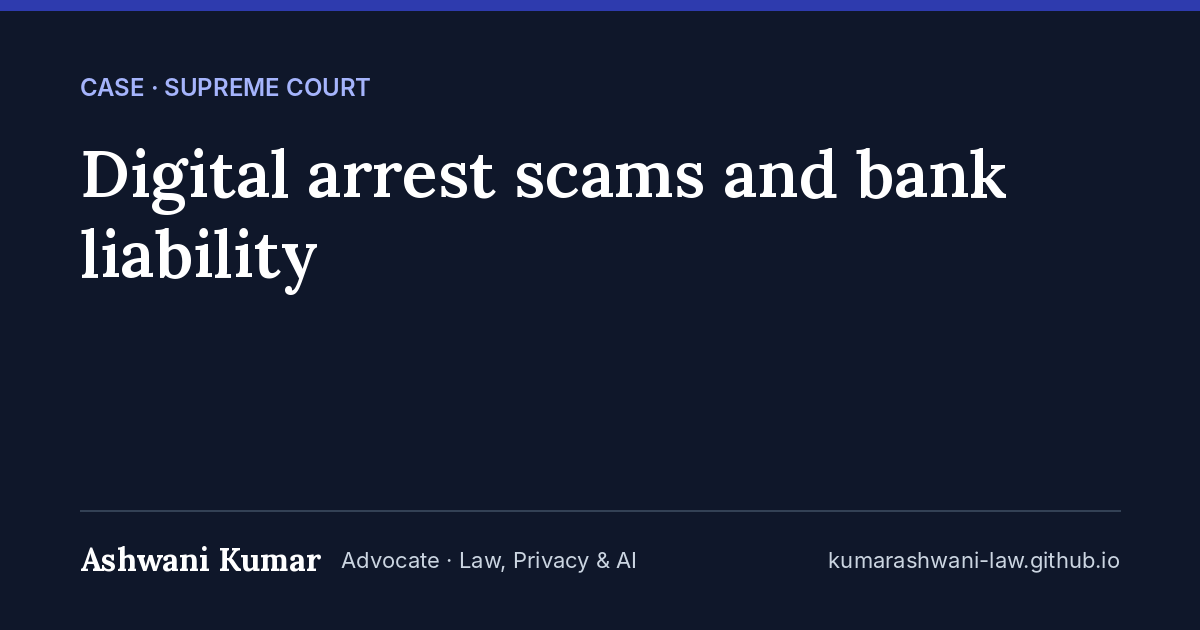 CASE · SUPREME COURT
Digital arrest scams and bank
liability
Ashwani Kumar Advocate · Law, Privacy & AI kumarashwani-law.github.io